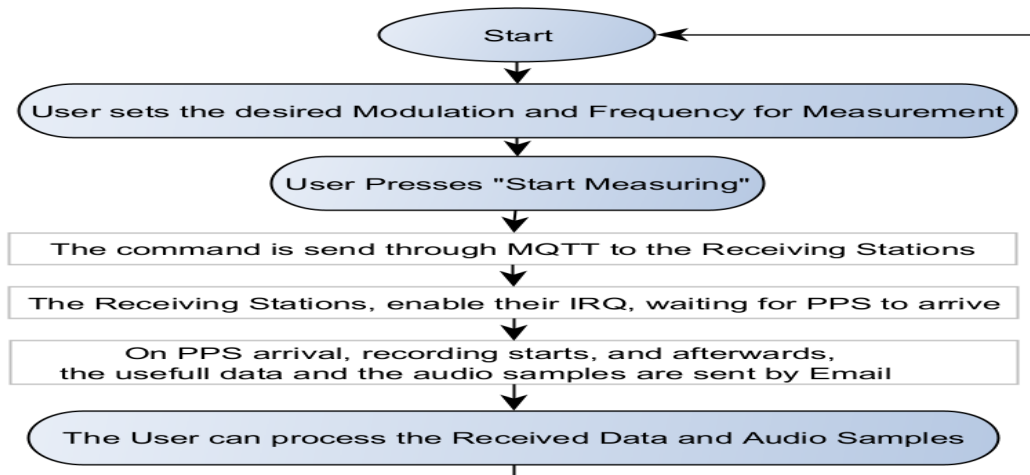 Start
User sets the desired Modulation and Frequency for Measurement
User Presses "Start Measuring"
The command is send through MQTT to the Receiving Stations
The Receiving Stations, enable their IRQ, waiting for PPS to arrive
On PPS arrival, recording starts, and afterwards,
the usefull data and the audio samples are sent by Email
The User can process the Received Data and Audio Samples